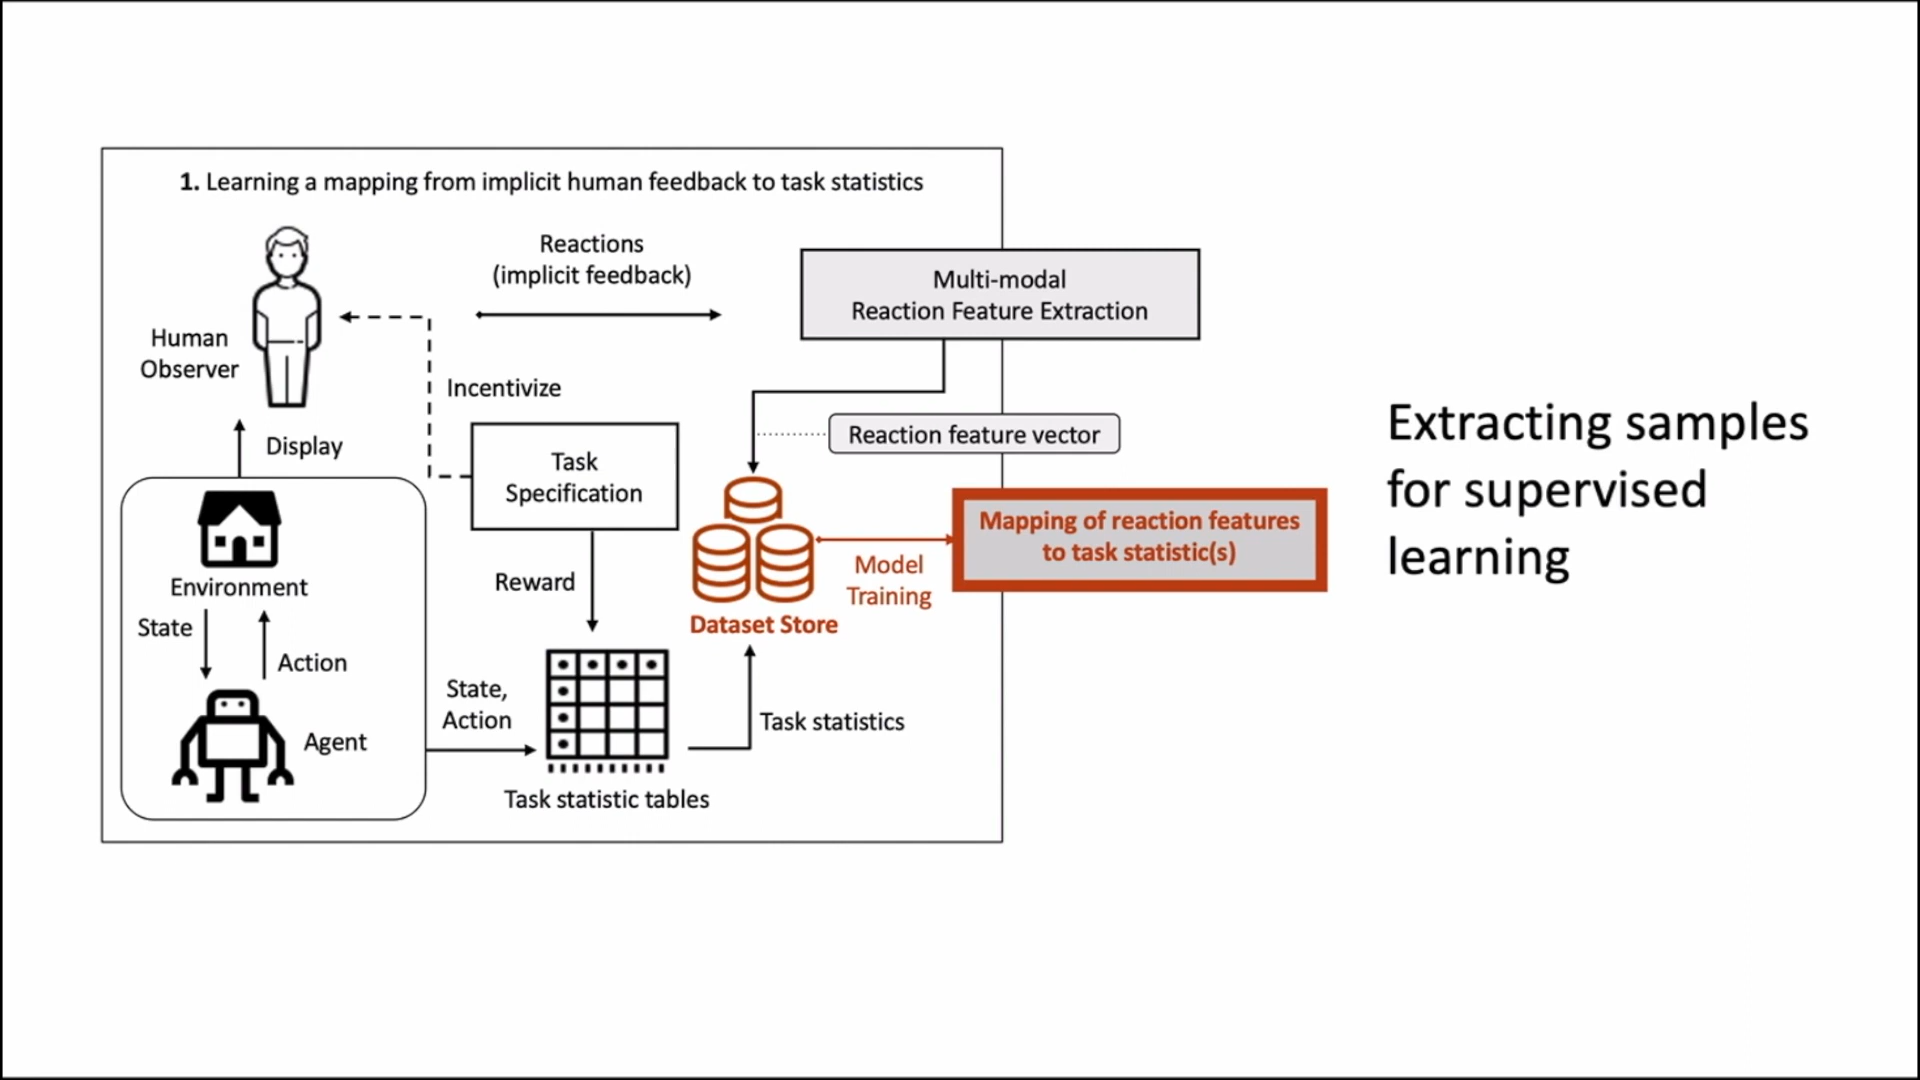 1. Learning a mapping from implicit human feedback to task statistics
Reactions
(implicit feedback)
Multi-modal
Reaction Feature Extraction
Human
Observer
Incentivize
Reaction feature vector
Display
Task
Specification
Extracting samples
for supervised
learning
Mapping of reaction features
to task statistic(s)
Model
Training
Environment
Reward
Dataset Store
State
Action
State,
Action
Agent
Task statistics
Task statistic tables